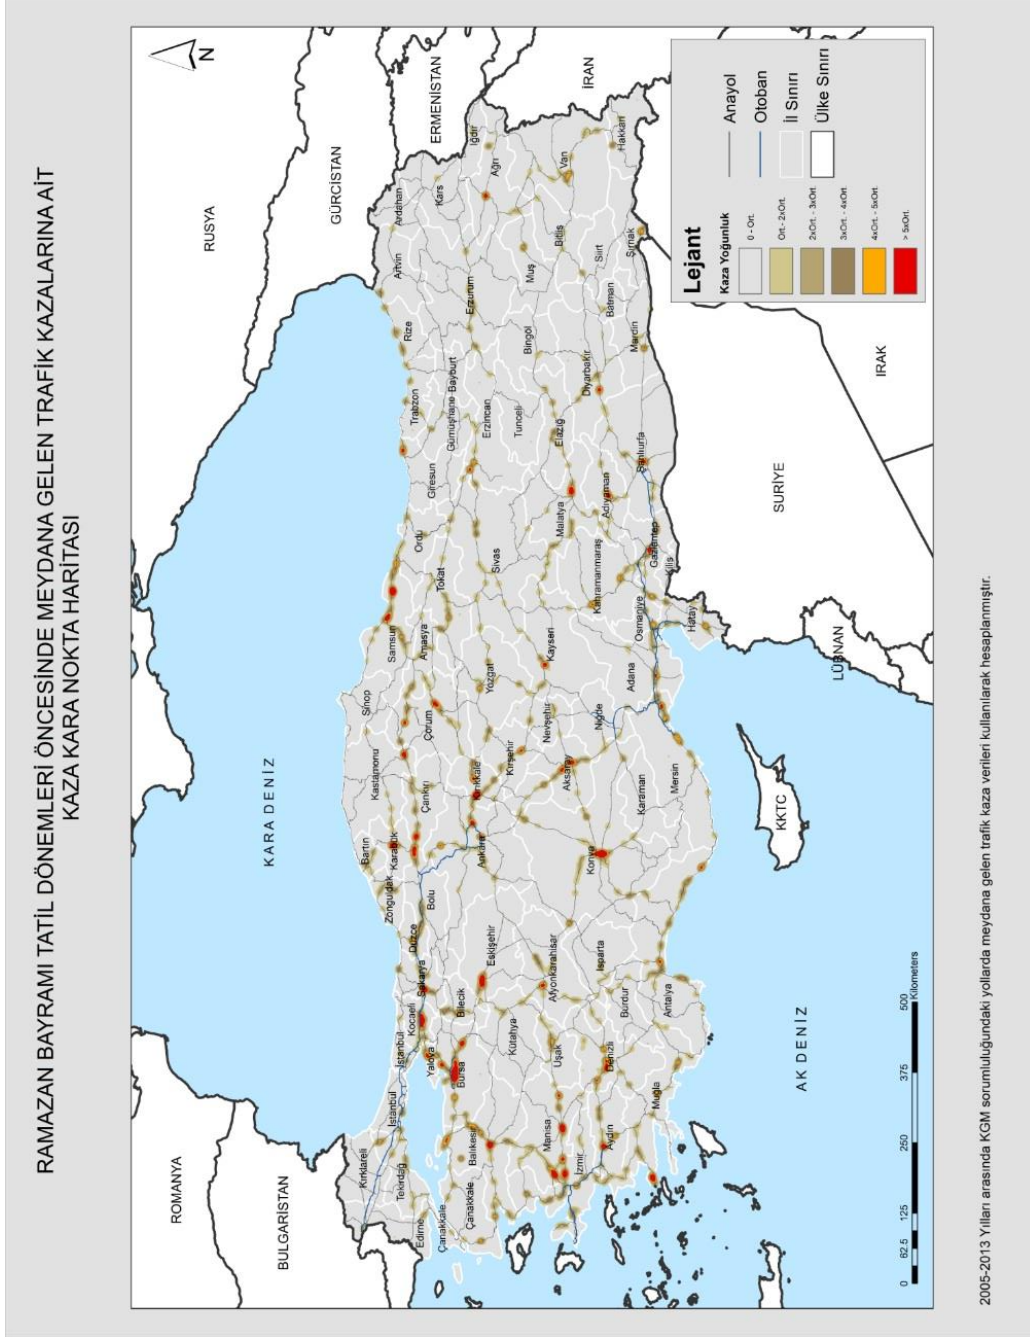 RAMAZAN BAYRAMI TATİL DÖNEMLERİ ÖNCESİNDE MEYDANA GELEN TRAFİK KAZALARINA AİT
KAZA KARA NOKTA HARİTASI
N
ROMANYA
BULGARİSTAN
RUSYA
GÜRCİSTAN
ERMENİSTAN
İRAN
IRAK
SURİYE
LÜBNAN
KKTC
KARADENİZ
AKDENİZ
Kırklareli
Edirne
Tekirdağ
İstanbul
İstanbul
Çanakkale
Çanakkale
Kocaeli
Yalova
Sakarya
Düzce
Bolu
Zonguldak
Bartın
Karabük
Kastamonu
Sinop
Çankırı
Çorum
Samsun
Amasya
Tokat
Ordu
Giresun
Trabzon
Gümüşhane
Bayburt
Rize
Artvin
Ardahan
Kars
Iğdır
Ağrı
Erzurum
Erzincan
Tunceli
Bingöl
Muş
Bitlis
Van
Hakkari
Siirt
Şırnak
Batman
Mardin
Diyarbakır
Elazığ
Malatya
Adıyaman
Şanlıurfa
Gaziantep
Kilis
Kahramanmaraş
Osmaniye
Hatay
Adana
Sivas
Kayseri
Yozgat
Nevşehir
Niğde
Kırşehir
Kırıkkale
Ankara
Aksaray
Konya
Karaman
Mersin
Eskişehir
Bilecik
Bursa
Balıkesir
Kütahya
Afyonkarahisar
Uşak
Manisa
İzmir
Aydın
Denizli
Muğla
Burdur
Isparta
Antalya
Lejant
Kaza Yoğunluk
0 - Ort.
Ort - 2xOrt.
2xOrt. - 3xOrt
3xOrt. - 4xOrt
4xOrt. - 5xOrt.
> 5xOrt.
Anayol
Otoban
İl Sınırı
Ülke Sınırı
0 62.5 125 250 375 500
Kilometers
2005-2013 Yılları arasında KGM sorumluluğundaki yollarda meydana gelen trafik kaza verileri kullanılarak hesaplanmıştır.